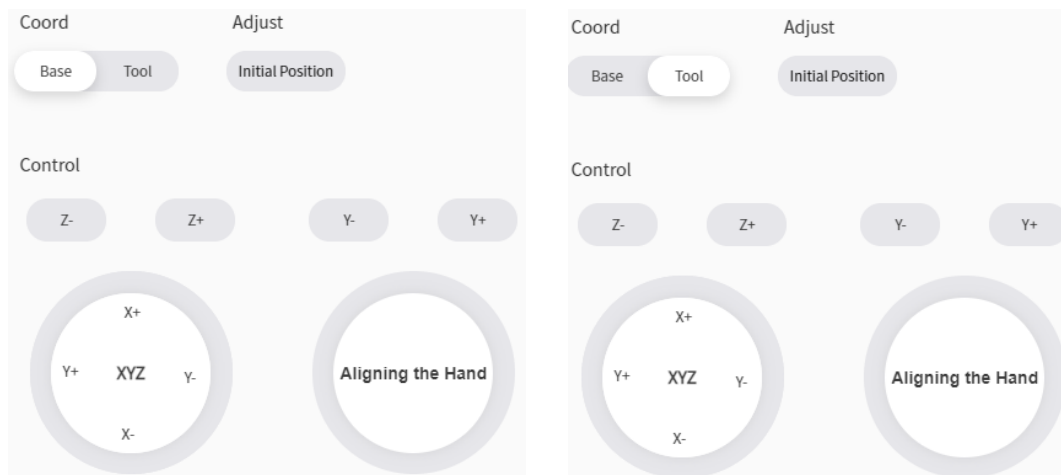 Coord Adjust
Base Tool Initial Position
Control
Z- Z+ Y- Y+
X+
Y+ XYZ Y- Aligning the Hand
X-
Coord Adjust
Base Tool Initial Position
Control
Z- Z+ Y- Y+
X+
Y+ XYZ Y- Aligning the Hand
X-